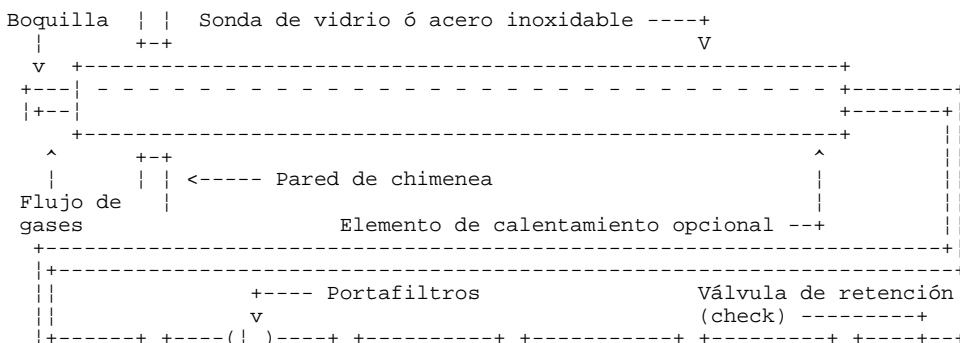 Boquilla Sonda de vidrio ó acero inoxidable
Pared de chimenea
Flujo de
gases Elemento de calentamiento opcional
Portafiltros Válvula de retención
(check)